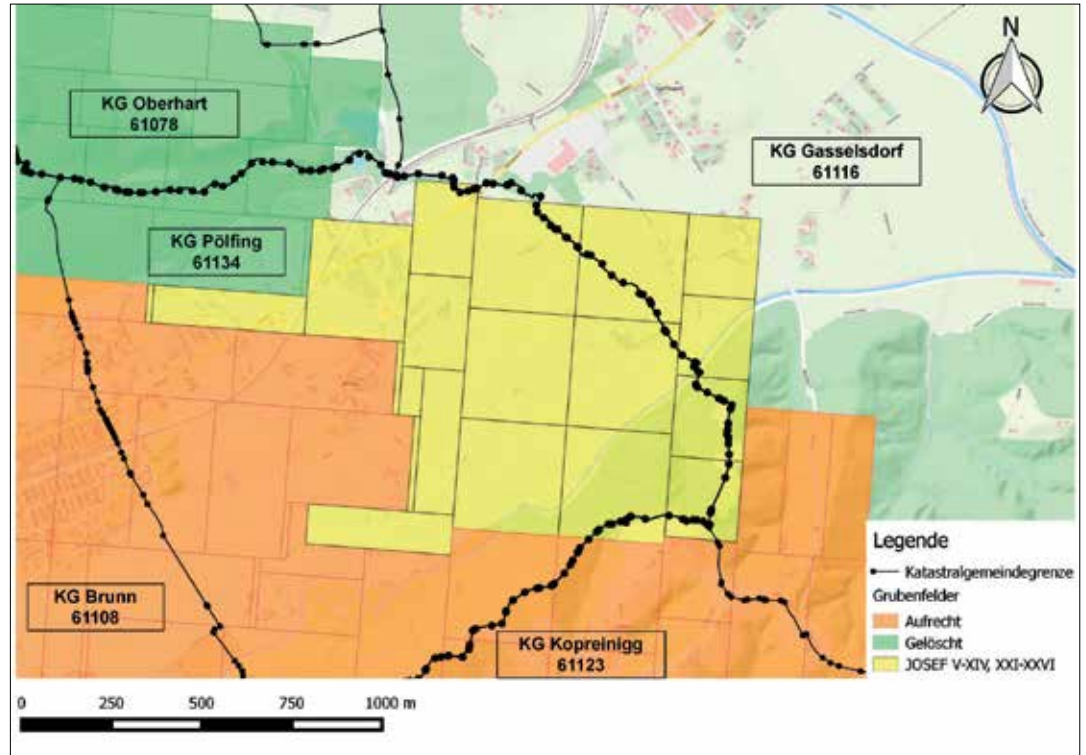 N
KG Oberhart
61078
KG Gasselsdorf
61116
KG Pölfing
61134
KG Brunn
61108
KG Kopreinigg
61123
Legende
Katastralgemeindegrenze
Grubenfelder
Aufrecht
Gelöscht
JOSEF V-XIV, XXI-XXVI
0 250 500 750 1000 m